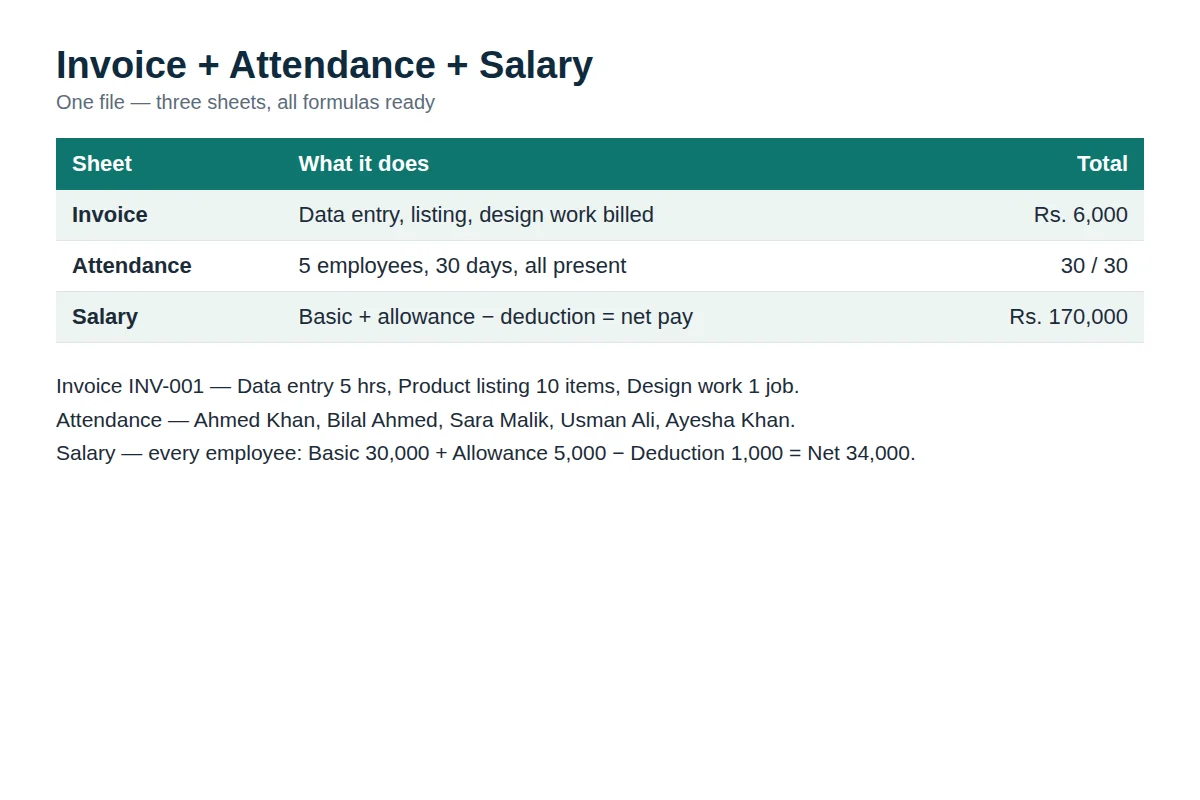 Invoice + Attendance + Salary
One file — three sheets, all formulas ready
Sheet What it does Total
Invoice Data entry, listing, design work billed Rs. 6,000
Attendance 5 employees, 30 days, all present 30 / 30
Salary Basic + allowance − deduction = net pay Rs. 170,000
Invoice INV-001 — Data entry 5 hrs, Product listing 10 items, Design work 1 job.
Attendance — Ahmed Khan, Bilal Ahmed, Sara Malik, Usman Ali, Ayesha Khan.
Salary — every employee: Basic 30,000 + Allowance 5,000 − Deduction 1,000 = Net 34,000.